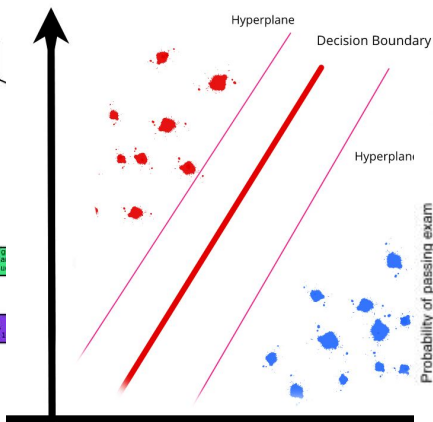 Hyperplane
Decision Boundary
Hyperplane
Probability of passing exam